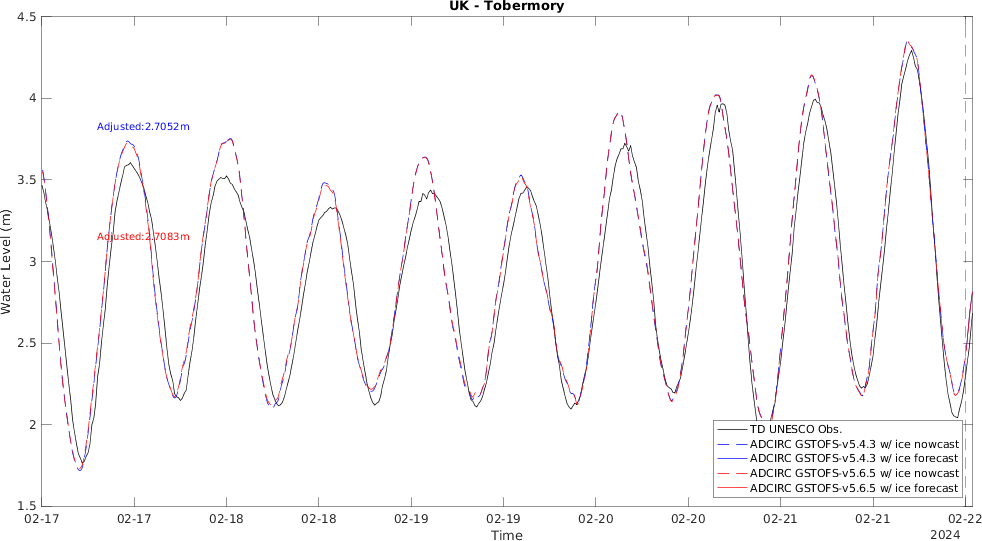 UK - Tobermory
4.5
4
3.5
3
2.5
2
1.5
Water Level (m)
Adjusted:2.7052m
Adjusted:2.7083m
TD UNESCO Obs.
ADCIRC GSTOFS-v5.4.3 w/ ice nowcast
ADCIRC GSTOFS-v5.4.3 w/ ice forecast
ADCIRC GSTOFS-v5.6.5 w/ ice nowcast
ADCIRC GSTOFS-v5.6.5 w/ ice forecast
02-17 02-17 02-18 02-18 02-19 02-19 02-20 02-20 02-21 02-21 02-22
Time
2024